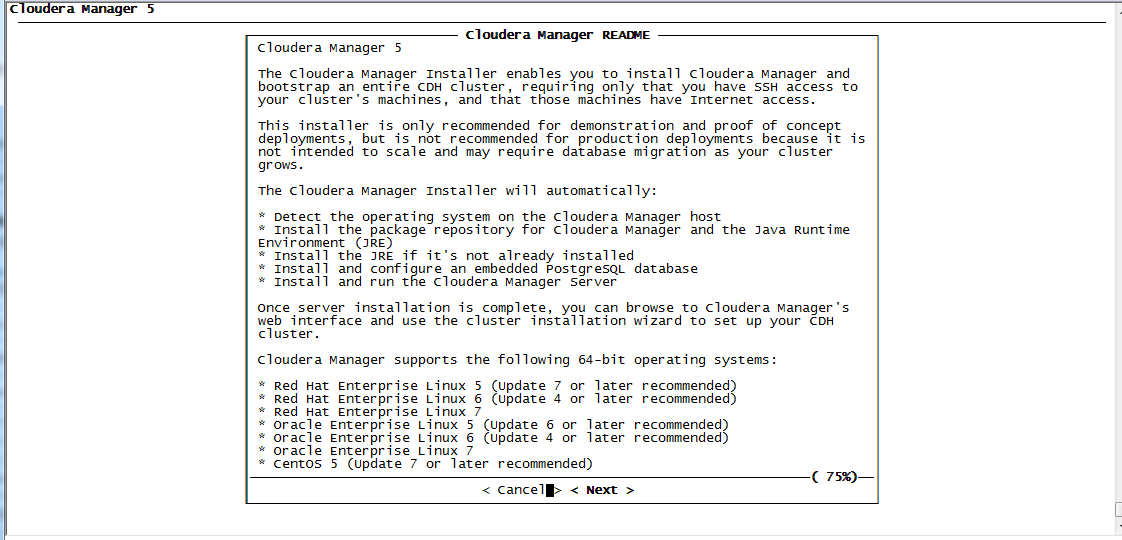 Cloudera Manager 5
Cloudera Manager README
Cloudera Manager 5
The Cloudera Manager Installer enables you to install Cloudera Manager and
bootstrap an entire CDH cluster, requiring only that you have SSH access to
your cluster's machines, and that those machines have Internet access.
This installer is only recommended for demonstration and proof of concept
deployments, but is not recommended for production deployments because it is
not intended to scale and may require database migration as your cluster
grows.
The Cloudera Manager Installer will automatically:
* Detect the operating system on the Cloudera Manager host
* Install the package repository for Cloudera Manager and the Java Runtime
Environment (JRE)
* Install the JRE if it's not already installed
* Install and configure an embedded PostgreSQL database
* Install and run the Cloudera Manager Server
Once server installation is complete, you can browse to Cloudera Manager's
web interface and use the cluster installation wizard to set up your CDH
cluster.
Cloudera Manager supports the following 64-bit operating systems:
* Red Hat Enterprise Linux 5 (Update 7 or later recommended)
* Red Hat Enterprise Linux 6 (Update 4 or later recommended)
* Red Hat Enterprise Linux 7
* Oracle Enterprise Linux 5 (Update 6 or later recommended)
* Oracle Enterprise Linux 6 (Update 4 or later recommended)
* Oracle Enterprise Linux 7
* CentOS 5 (Update 7 or later recommended)
( 75%)
< Cancel > < Next >